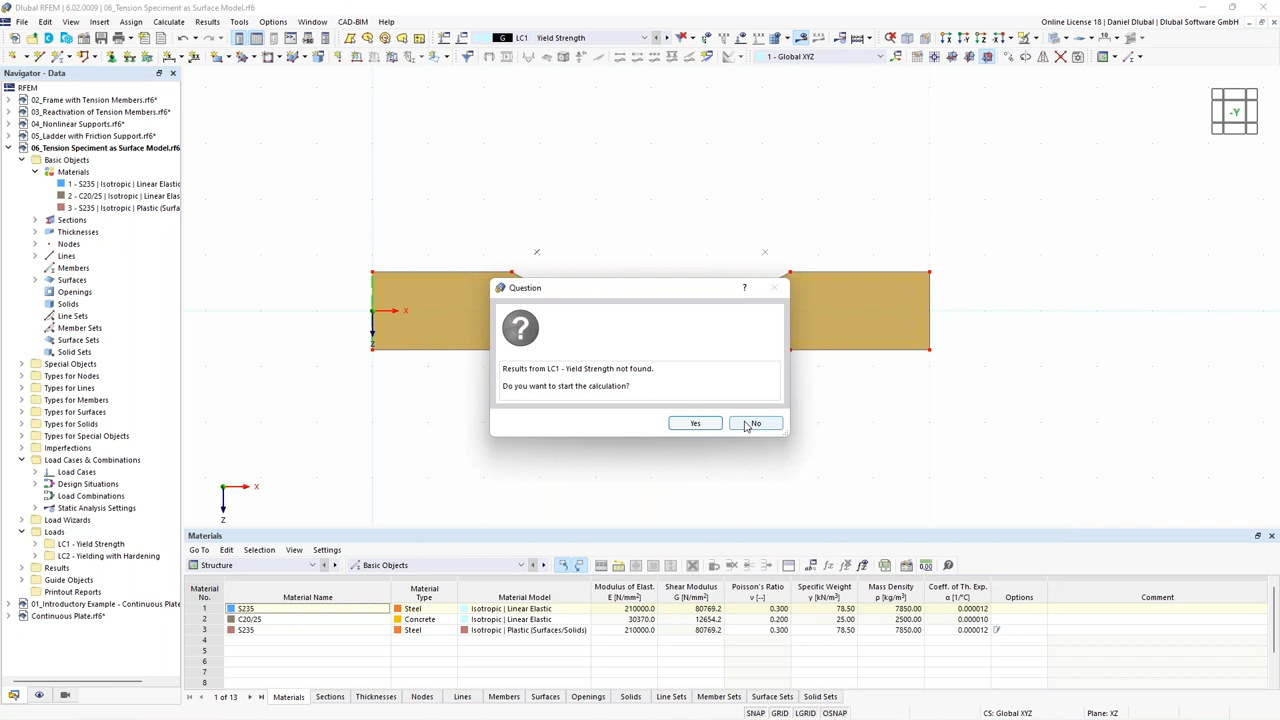 Dlubal RFEM | 6.02.0009 | 06_Tension Speciment as Surface Model.rf6*
File Edit View Insert Assign Calculate Results Tools Options Window CAD-BIM Help
Online License 18 | Daniel Dlubal | Dlubal Software GmbH
G LC1 Yield Strength
1 - Global XYZ
Navigator - Data
RFEM
02_Frame with Tension Members.rf6*
03_Reactivation of Tension Members.rf6*
04_Nonlinear Supports.rf6*
05_Ladder with Friction Support.rf6*
06_Tension Speciment as Surface Model.rf6
Basic Objects
Materials
1 - S235 | Isotropic | Linear Elastic
2 - C20/25 | Isotropic | Linear Elas
3 - S235 | Isotropic | Plastic (Surfa
Sections
Thicknesses
Nodes
Lines
Members
Surfaces
Openings
Solids
Line Sets
Member Sets
Surface Sets
Solid Sets
Special Objects
Types for Nodes
Types for Lines
Types for Members
Types for Surfaces
Types for Solids
Types for Special Objects
Imperfections
Load Cases & Combinations
Load Cases
Design Situations
Load Combinations
Static Analysis Settings
Load Wizards
Loads
LC1 - Yield Strength
LC2 - Yielding with Hardening
Results
Guide Objects
Printout Reports
01_Introductory Example - Continuous Plate
Continuous Plate.rf6*
-Y
X
Z
X
Z
Question
?
Results from LC1 - Yield Strength not found.
Do you want to start the calculation?
Yes No
Materials
Go To Edit Selection View Settings
Structure Basic Objects
Material No. Material Name Material Type Material Model Modulus of Elast. E [N/mm²] Shear Modulus G [N/mm²] Poisson's Ratio ν [--] Specific Weight γ [kN/m³] Mass Density ρ [kg/m³] Coeff. of Th. Exp. α [1/°C] Options Comment
1 S235 Steel Isotropic | Linear Elastic 210000.0 80769.2 0.300 78.50 7850.00 0.000012
2 C20/25 Concrete Isotropic | Linear Elastic 30370.0 12654.2 0.200 25.00 2500.00 0.000010
3 S235 Steel Isotropic | Plastic (Surfaces/Solids) 210000.0 80769.2 0.300 78.50 7850.00 0.000012
4
5
6
7
8
1 of 13 Materials Sections Thicknesses Nodes Lines Members Surfaces Openings Solids Line Sets Member Sets Surface Sets Solid Sets
SNAP GRID LGRID OSNAP CS: Global XYZ Plane: XZ